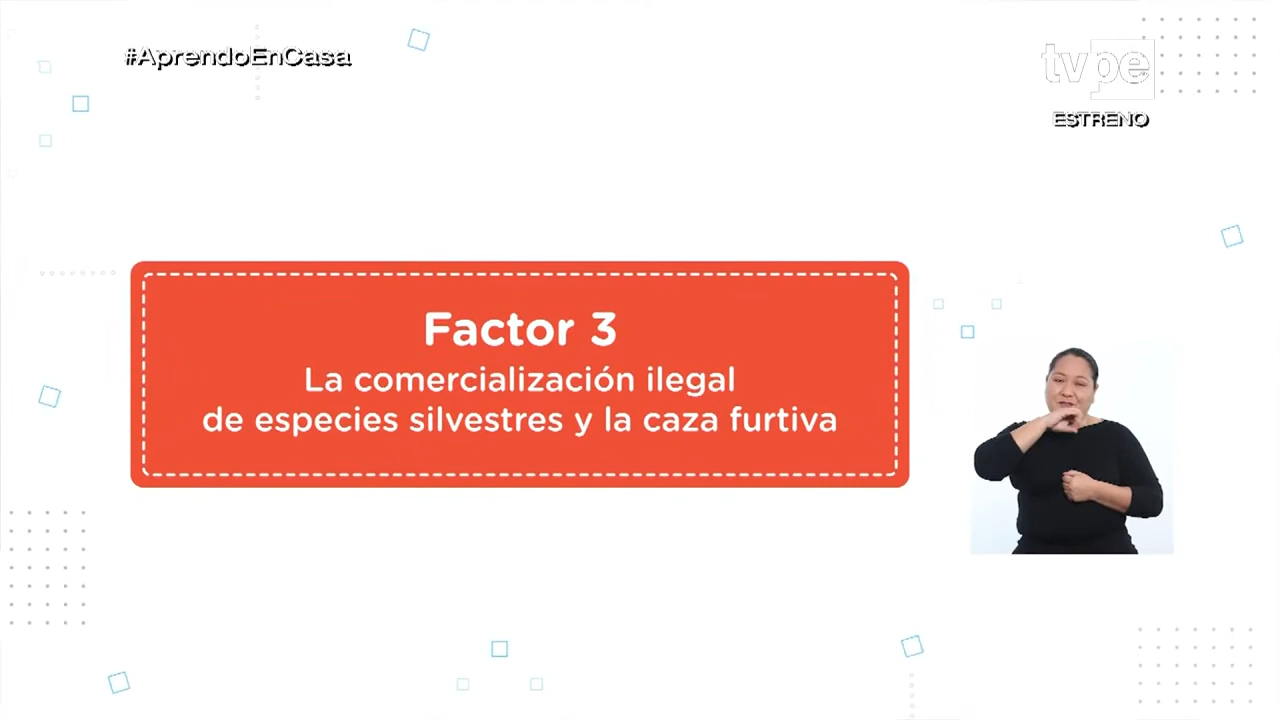 #AprendoEnCasa
tvpe
ESTRENO
Factor 3
La comercialización ilegal
de especies silvestres y la caza furtiva